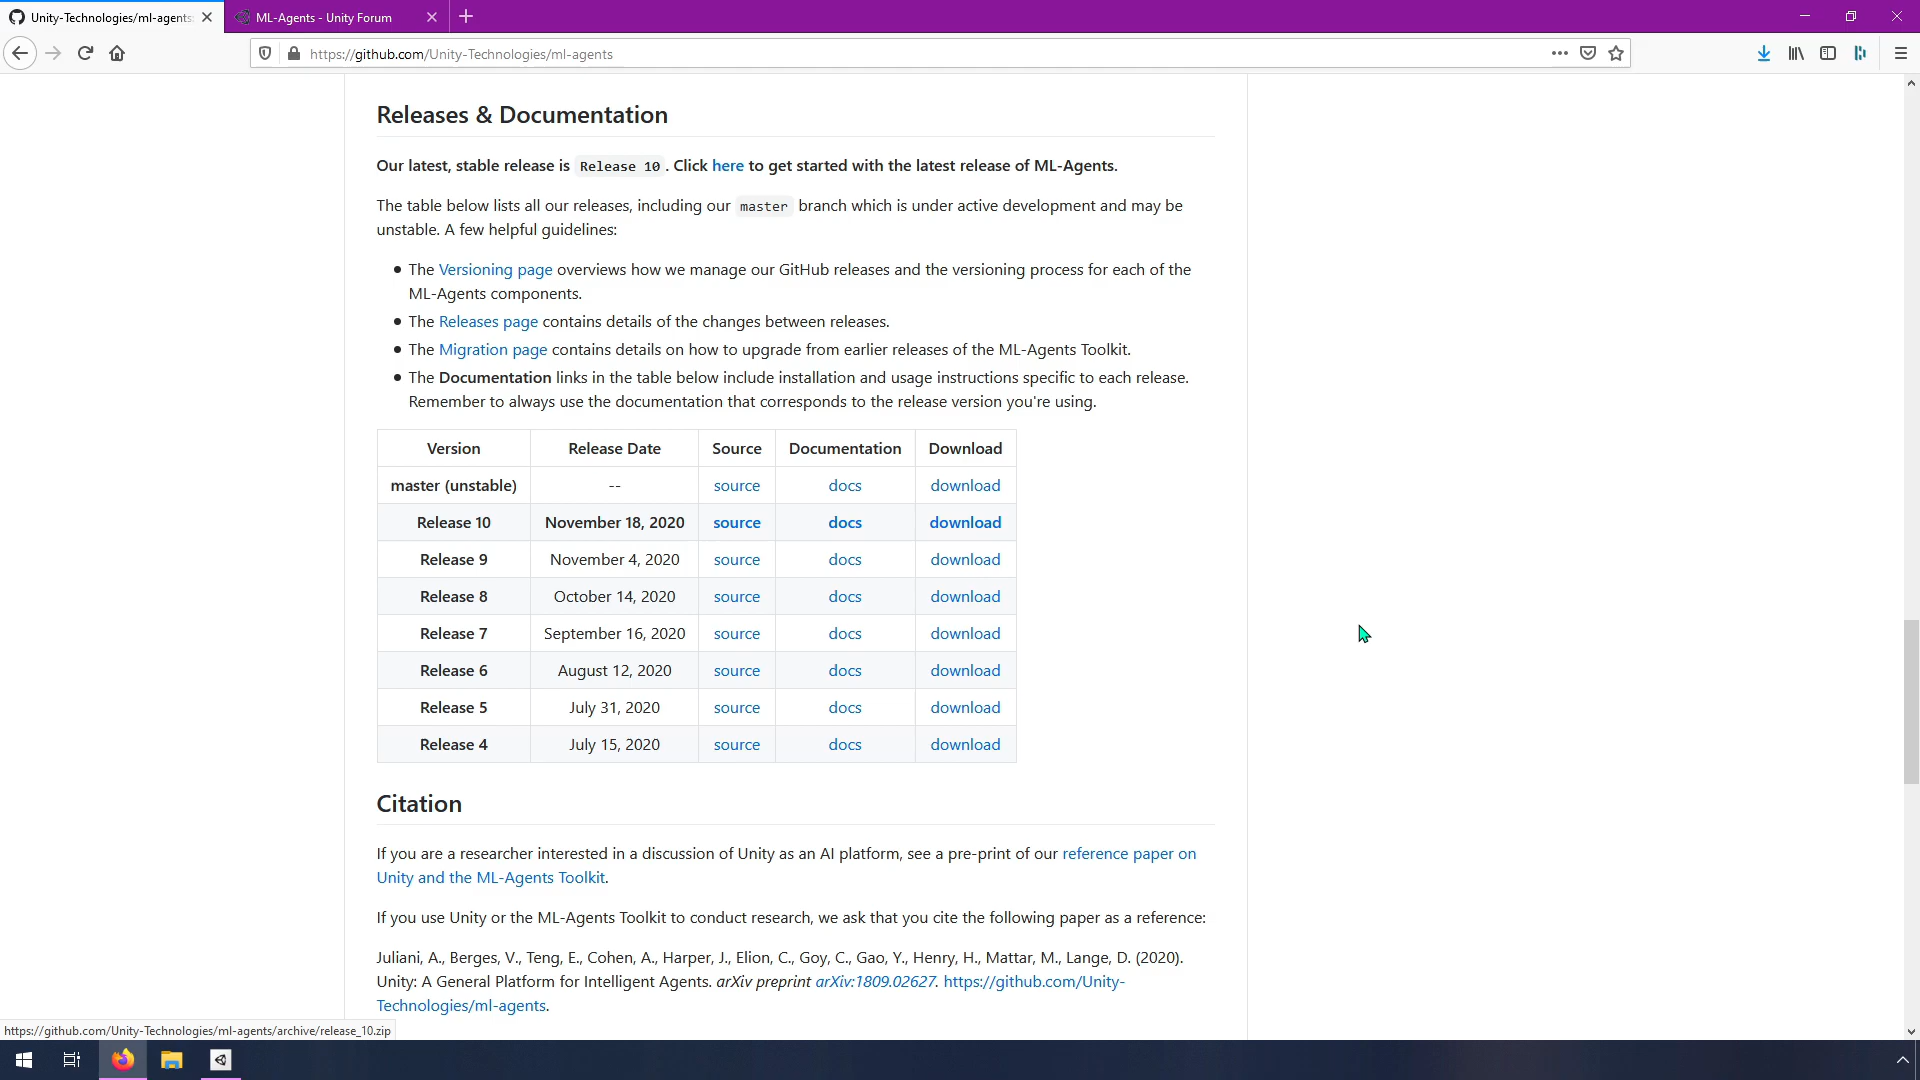 Unity-Technologies/ml-agents:
ML-Agents - Unity Forum
https://github.com/Unity-Technologies/ml-agents
Releases & Documentation
Our latest, stable release is Release 10 . Click here to get started with the latest release of ML-Agents.
The table below lists all our releases, including our master branch which is under active development and may be
unstable. A few helpful guidelines:
The Versioning page overviews how we manage our GitHub releases and the versioning process for each of the
ML-Agents components.
The Releases page contains details of the changes between releases.
The Migration page contains details on how to upgrade from earlier releases of the ML-Agents Toolkit.
The Documentation links in the table below include installation and usage instructions specific to each release.
Remember to always use the documentation that corresponds to the release version you're using.
Version Release Date Source Documentation Download
master (unstable) -- source docs download
Release 10 November 18, 2020 source docs download
Release 9 November 4, 2020 source docs download
Release 8 October 14, 2020 source docs download
Release 7 September 16, 2020 source docs download
Release 6 August 12, 2020 source docs download
Release 5 July 31, 2020 source docs download
Release 4 July 15, 2020 source docs download
Citation
If you are a researcher interested in a discussion of Unity as an AI platform, see a pre-print of our reference paper on
Unity and the ML-Agents Toolkit.
If you use Unity or the ML-Agents Toolkit to conduct research, we ask that you cite the following paper as a reference:
Juliani, A., Berges, V., Teng, E., Cohen, A., Harper, J., Elion, C., Goy, C., Gao, Y., Henry, H., Mattar, M., Lange, D. (2020).
Unity: A General Platform for Intelligent Agents. arXiv preprint arXiv:1809.02627. https://github.com/Unity-
Technologies/ml-agents.
https://github.com/Unity-Technologies/ml-agents/archive/release_10.zip